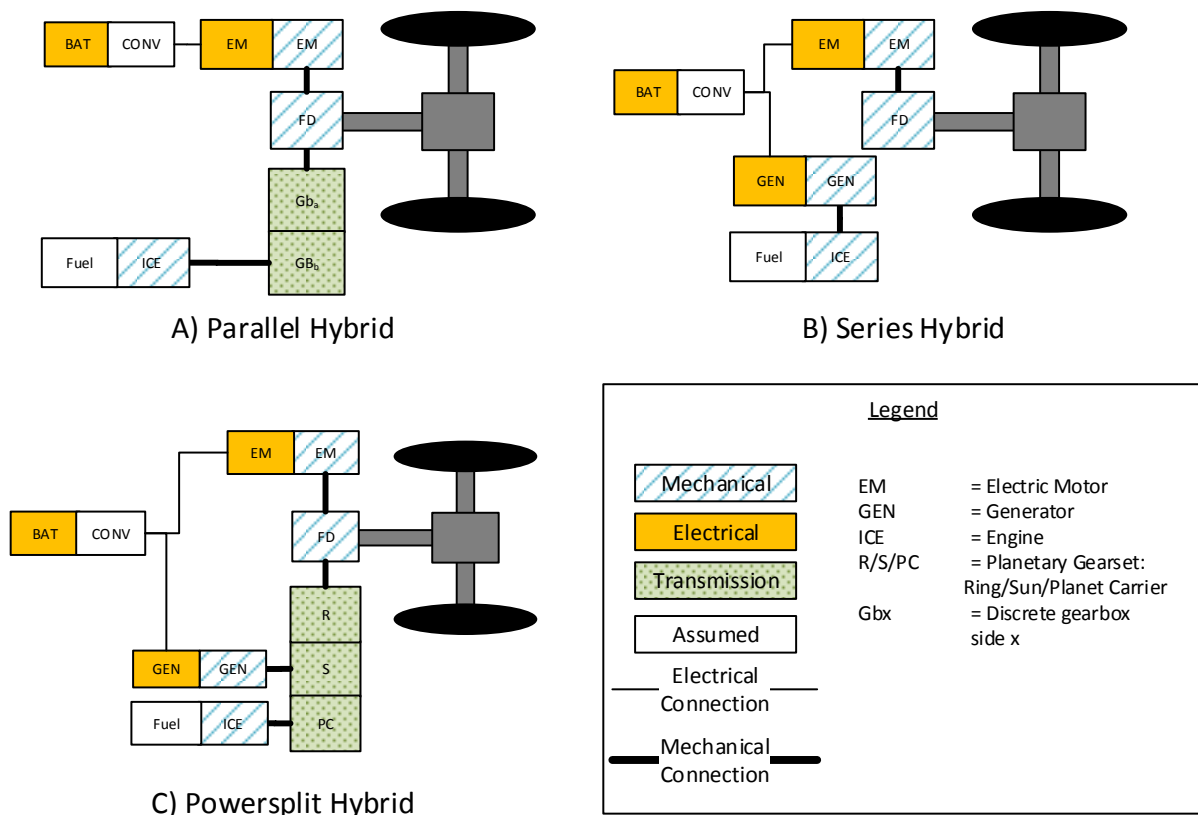 BAT CONV EM EM
FD
Gbₐ
Fuel ICE GB_b
A) Parallel Hybrid
EM EM
BAT CONV FD
GEN GEN
Fuel ICE
B) Series Hybrid
EM EM
BAT CONV FD
R
GEN GEN S
Fuel ICE PC
C) Powersplit Hybrid
Legend
Mechanical
Electrical
Transmission
Assumed
Electrical
Connection
Mechanical
Connection
EM = Electric Motor
GEN = Generator
ICE = Engine
R/S/PC = Planetary Gearset:
Ring/Sun/Planet Carrier
Gbx = Discrete gearbox
side x